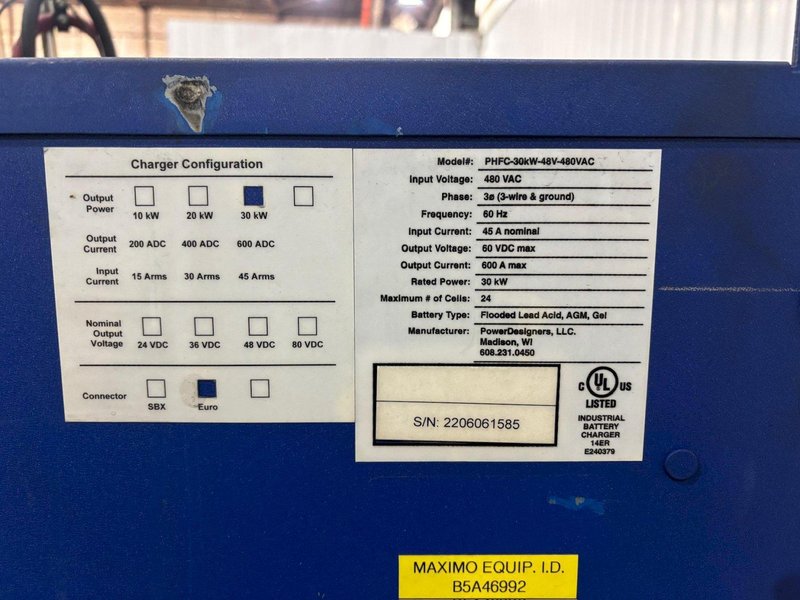 Charger Configuration
Output Power
10 kW 20 kW 30 kW
Output Current 200 ADC 400 ADC 600 ADC
Input Current 15 Arms 30 Arms 45 Arms
Nominal Output Voltage
24 VDC 36 VDC 48 VDC 80 VDC
Connector
SBX Euro
Model#: PHFC-30kW-48V-480VAC
Input Voltage: 480 VAC
Phase: 3ø (3-wire & ground)
Frequency: 60 Hz
Input Current: 45 A nominal
Output Voltage: 60 VDC max
Output Current: 600 A max
Rated Power: 30 kW
Maximum # of Cells: 24
Battery Type: Flooded Lead Acid, AGM, Gel
Manufacturer: PowerDesigners, LLC.
Madison, WI
608.231.0450
S/N: 2206061585
C UL US
LISTED
INDUSTRIAL
BATTERY
CHARGER
14ER
E240379
MAXIMO EQUIP. I.D.
B5A46992